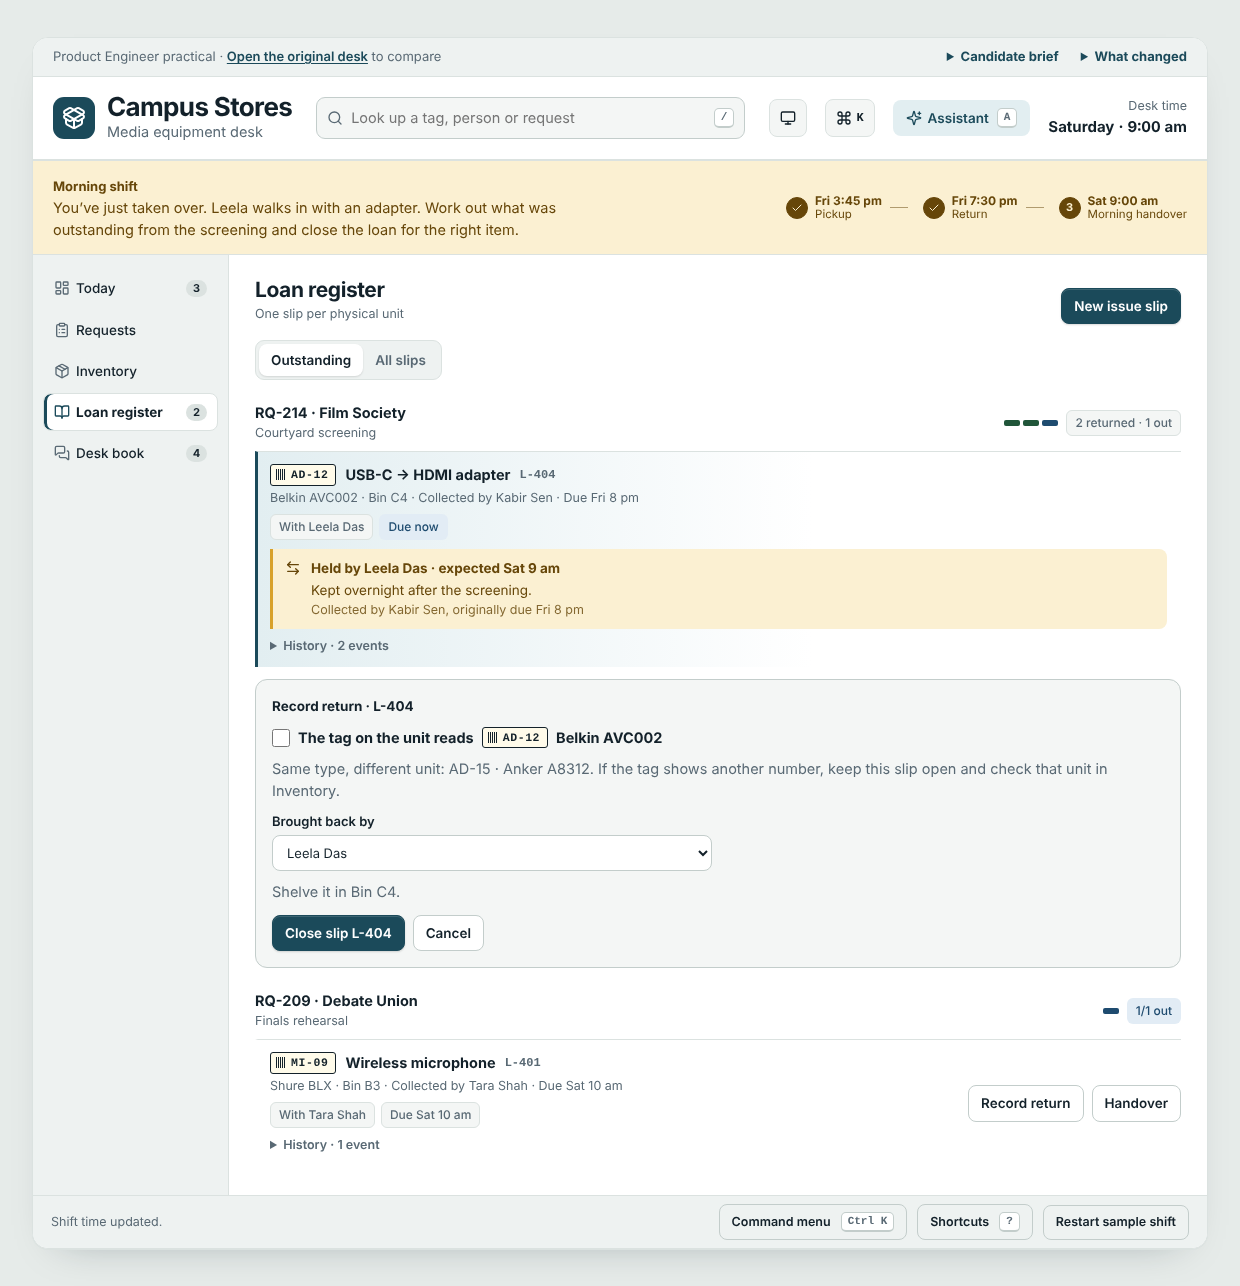 Product Engineer practical · Open the original desk to compare
▶ Candidate brief ▶ What changed
Campus Stores
Media equipment desk
Look up a tag, person or request /
⌘ K
Assistant A
Desk time
Saturday · 9:00 am
Morning shift
You’ve just taken over. Leela walks in with an adapter. Work out what was
outstanding from the screening and close the loan for the right item.
Fri 3:45 pm
Pickup
Fri 7:30 pm
Return
3 Sat 9:00 am
Morning handover
Today 3
Requests
Inventory
Loan register 2
Desk book 4
Loan register
One slip per physical unit
New issue slip
Outstanding All slips
RQ-214 · Film Society
Courtyard screening
2 returned · 1 out
AD-12 USB-C → HDMI adapter L-404
Belkin AVC002 · Bin C4 · Collected by Kabir Sen · Due Fri 8 pm
With Leela Das Due now
Held by Leela Das · expected Sat 9 am
Kept overnight after the screening.
Collected by Kabir Sen, originally due Fri 8 pm
▶ History · 2 events
Record return · L-404
The tag on the unit reads AD-12 Belkin AVC002
Same type, different unit: AD-15 · Anker A8312. If the tag shows another number, keep this slip open and check that unit in
Inventory.
Brought back by
Leela Das
Shelve it in Bin C4.
Close slip L-404 Cancel
RQ-209 · Debate Union
Finals rehearsal
1/1 out
MI-09 Wireless microphone L-401
Shure BLX · Bin B3 · Collected by Tara Shah · Due Sat 10 am
With Tara Shah Due Sat 10 am
Record return Handover
▶ History · 1 event
Shift time updated.
Command menu Ctrl K Shortcuts ? Restart sample shift